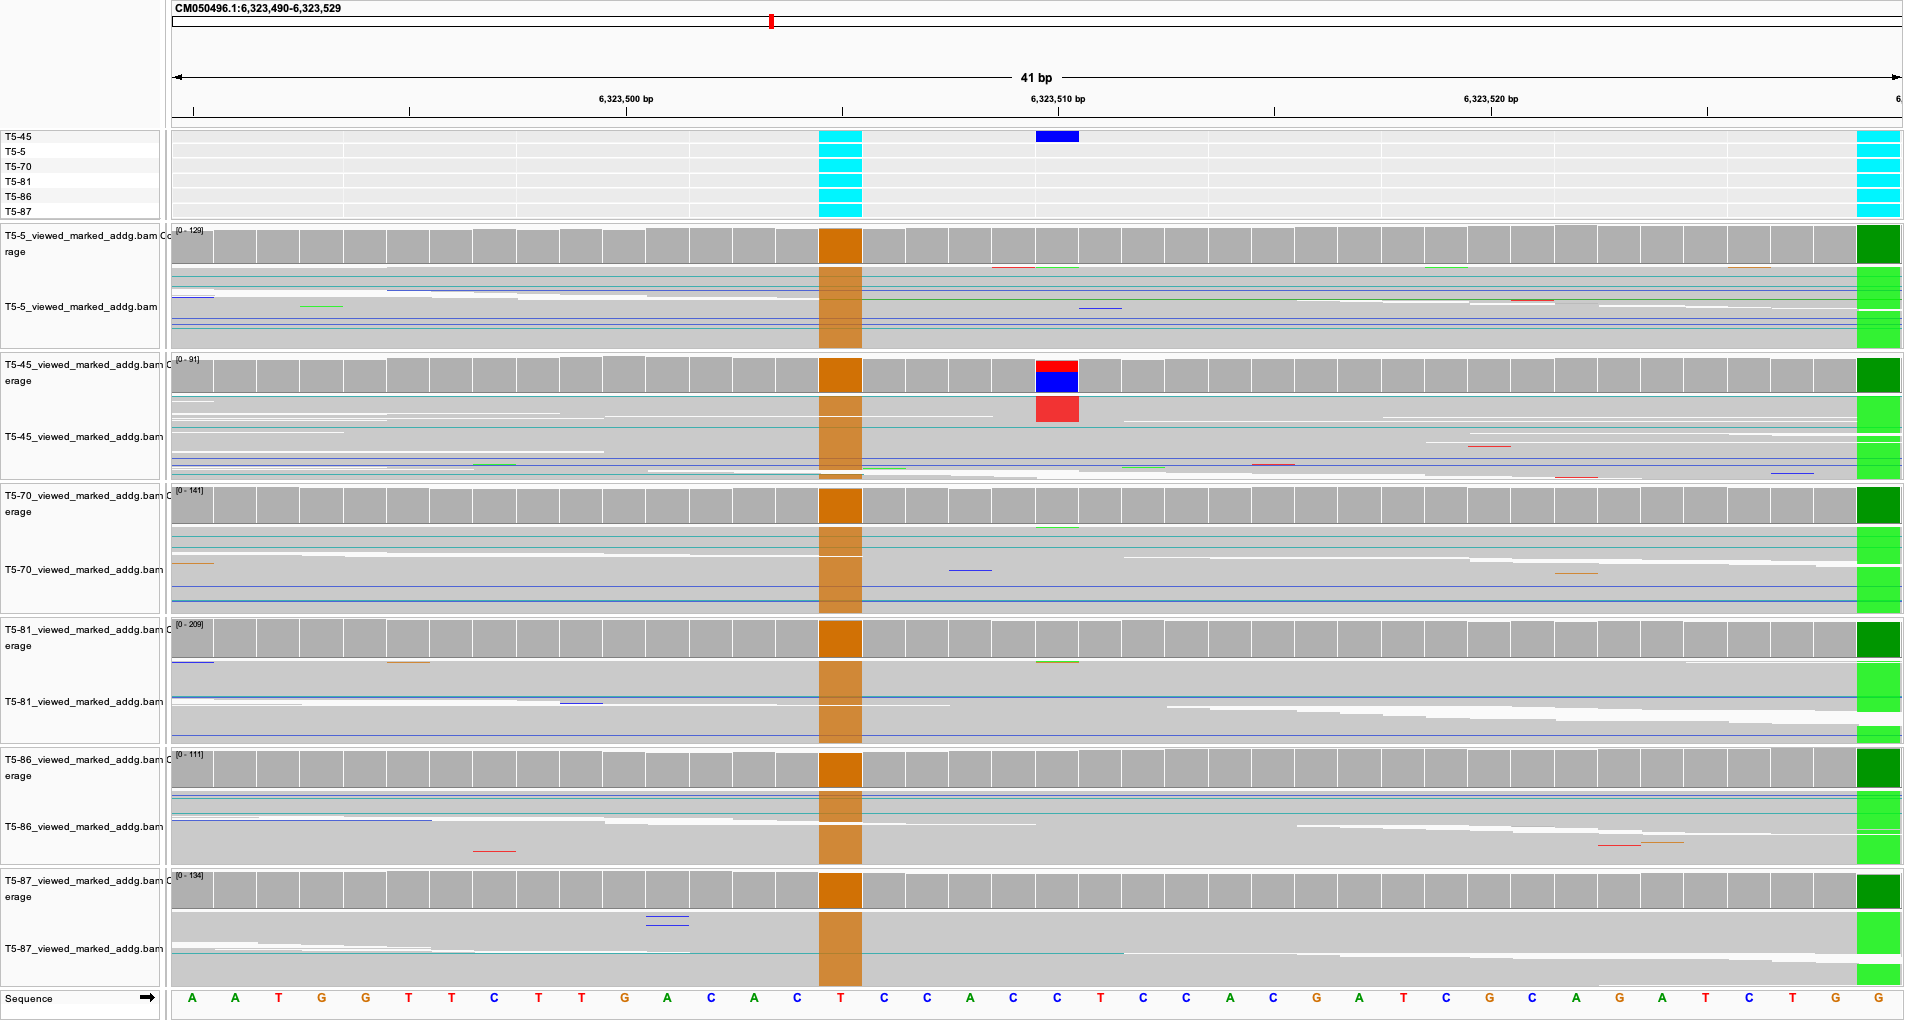 CM050496.1:6,323,490-6,323,529
41 bp
6,323,500 bp 6,323,510 bp 6,323,520 bp 6,
T5-45
T5-5
T5-70
T5-81
T5-86
T5-87
T5-5_viewed_marked_addg.bam Co
rage
[0 - 129]
T5-5_viewed_marked_addg.bam
T5-45_viewed_marked_addg.bam C
erage
[0 - 91]
T5-45_viewed_marked_addg.bam
T5-70_viewed_marked_addg.bam C
erage
[0 - 141]
T5-70_viewed_marked_addg.bam
T5-81_viewed_marked_addg.bam C
erage
[0 - 209]
T5-81_viewed_marked_addg.bam
T5-86_viewed_marked_addg.bam C
erage
[0 - 111]
T5-86_viewed_marked_addg.bam
T5-87_viewed_marked_addg.bam C
erage
[0 - 134]
T5-87_viewed_marked_addg.bam
Sequence A A T G G T T C T T G A C A C T C C A C C T C C A C G A T C G C A G A T C T G G